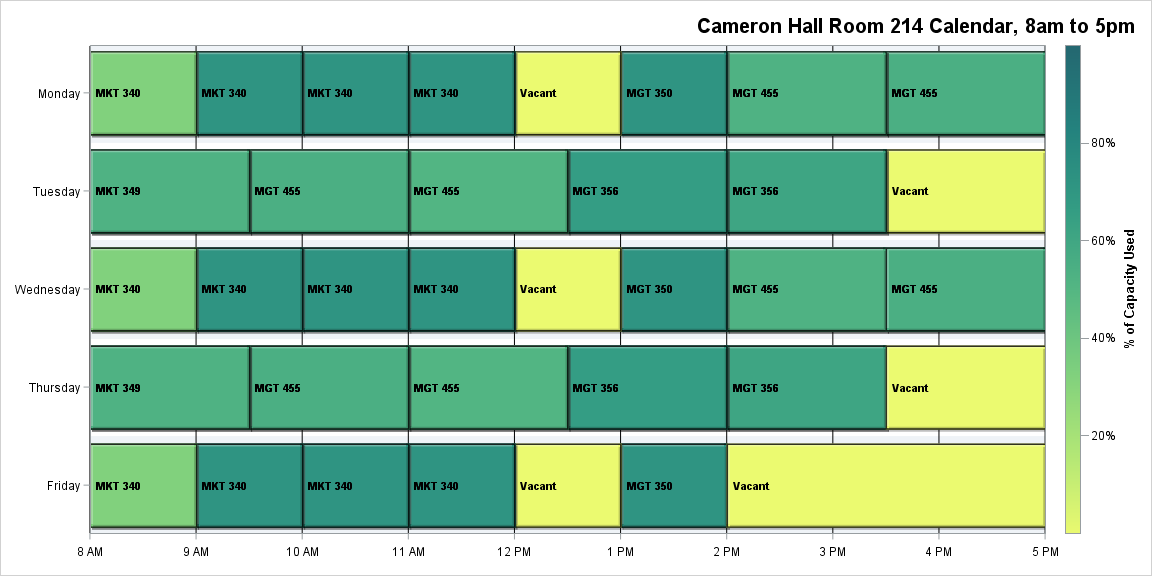 Cameron Hall Room 214 Calendar, 8am to 5pm
Monday MKT 340 MKT 340 MKT 340 MKT 340 Vacant MGT 350 MGT 455 MGT 455
Tuesday MKT 349 MGT 455 MGT 455 MGT 356 MGT 356 Vacant
Wednesday MKT 340 MKT 340 MKT 340 MKT 340 Vacant MGT 350 MGT 455 MGT 455
Thursday MKT 349 MGT 455 MGT 455 MGT 356 MGT 356 Vacant
Friday MKT 340 MKT 340 MKT 340 MKT 340 Vacant MGT 350 Vacant
8 AM 9 AM 10 AM 11 AM 12 PM 1 PM 2 PM 3 PM 4 PM 5 PM
80%
60%
40%
20%
% of Capacity Used